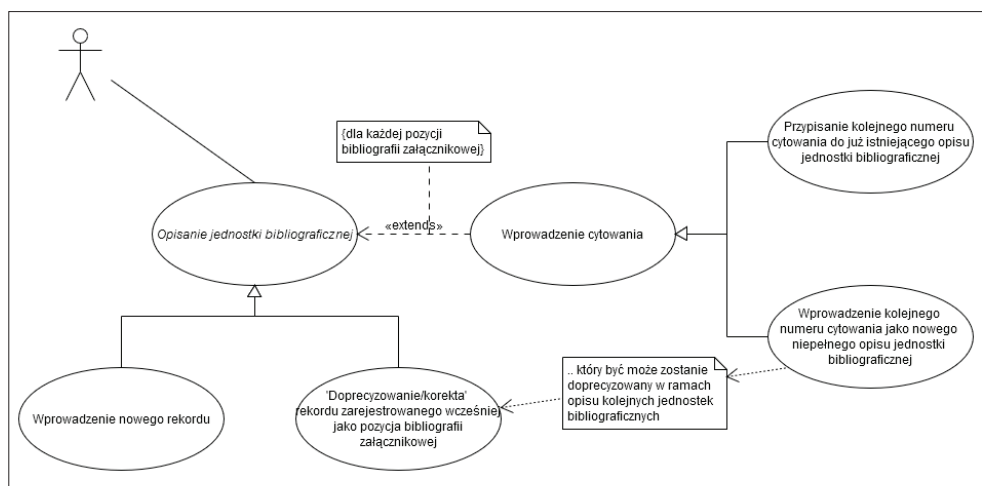 {dla każdej pozycji
bibliografii załącznikowej}
Przypisanie kolejnego numeru
cytowania do już istniejącego opisu
jednostki bibliograficznej
Opisanie jednostki bibliograficznej
«extends»
Wprowadzenie cytowania
Wprowadzenie kolejnego
numeru cytowania jako nowego
niepełnego opisu jednostki
bibliograficznej
.. który być może zostanie
doprecyzowany w ramach
opisu kolejnych jednostek
bibliograficznych
Wprowadzenie nowego rekordu
'Doprecyzowanie/korekta'
rekordu zarejestrowanego wcześniej
jako pozycja bibliografii
załącznikowej